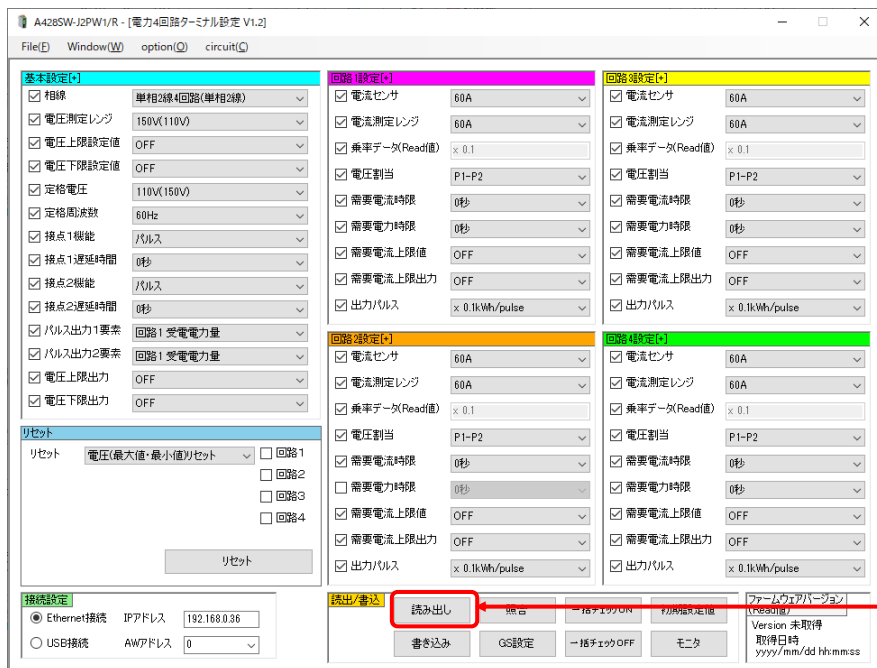 A428SW-J2PW1/R - [電力4回路ターミナル設定 V1.2]
File(F) Window(W) option(O) circuit(C)
基本設定[+]
相線 単相2線4回路(単相2線)
電圧測定レンジ 150V(110V)
電圧上限設定値 OFF
電圧下限設定値 OFF
定格電圧 110V(150V)
定格周波数 60Hz
接点1機能 パルス
接点1遅延時間 0秒
接点2機能 パルス
接点2遅延時間 0秒
パルス出力1要素 回路1 受電電力量
パルス出力2要素 回路1 受電電力量
電圧上限出力 OFF
電圧下限出力 OFF
リセット
リセット 電圧(最大値・最小値)リセット 回路1
回路2
回路3
回路4
リセット
接続設定
Ethernet接続 IPアドレス 192.168.0.36
USB接続 AWアドレス 0
回路1設定[+]
電流センサ 60A
電流測定レンジ 60A
乗率データ(Read値) × 0.1
電圧割当 P1-P2
需要電流時限 0秒
需要電力時限 0秒
需要電流上限値 OFF
需要電流上限出力 OFF
出力パルス × 0.1kWh/pulse
回路2設定[+]
電流センサ 60A
電流測定レンジ 60A
乗率データ(Read値) × 0.1
電圧割当 P1-P2
需要電流時限 0秒
需要電力時限 0秒
需要電流上限値 OFF
需要電流上限出力 OFF
出力パルス × 0.1kWh/pulse
回路3設定[+]
電流センサ 60A
電流測定レンジ 60A
乗率データ(Read値) × 0.1
電圧割当 P1-P2
需要電流時限 0秒
需要電力時限 0秒
需要電流上限値 OFF
需要電流上限出力 OFF
出力パルス × 0.1kWh/pulse
回路4設定[+]
電流センサ 60A
電流測定レンジ 60A
乗率データ(Read値) × 0.1
電圧割当 P1-P2
需要電流時限 0秒
需要電力時限 0秒
需要電流上限値 OFF
需要電流上限出力 OFF
出力パルス × 0.1kWh/pulse
読出/書込
読み出し 照合 一括チェックON 初期設定値
書き込み GS設定 一括チェックOFF モニタ
ファームウェアバージョン
(Read値)
Version 未取得
取得日時
yyyy/mm/dd hh:mm:ss